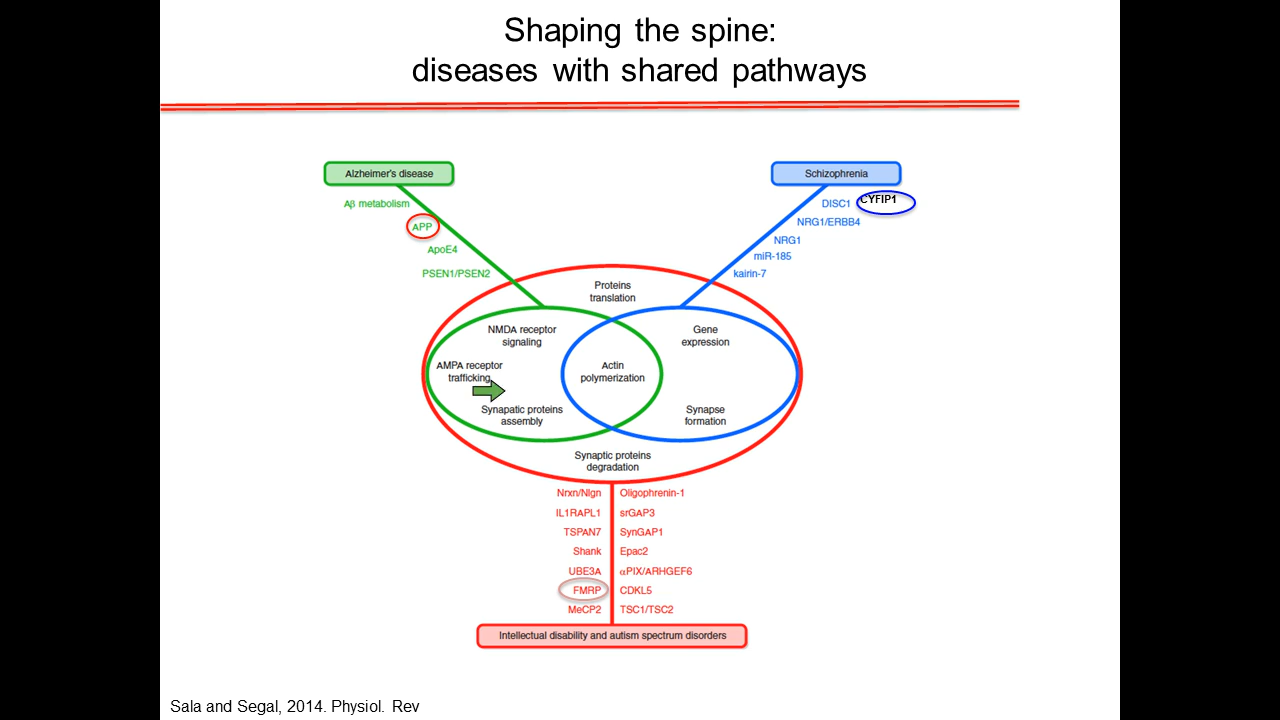 Shaping the spine:
diseases with shared pathways
Alzheimer's disease
Aβ metabolism
APP
ApoE4
PSEN1/PSEN2
Schizophrenia
DISC1
CYFIP1
NRG1/ERBB4
NRG1
miR-185
kairin-7
Proteins
translation
NMDA receptor
signaling
AMPA receptor
trafficking
Synapatic proteins
assembly
Actin
polymerization
Gene
expression
Synapse
formation
Synaptic proteins
degradation
Nrxn/Nlgn
IL1RAPL1
TSPAN7
Shank
UBE3A
FMRP
MeCP2
Oligophrenin-1
srGAP3
SynGAP1
Epac2
αPIX/ARHGEF6
CDKL5
TSC1/TSC2
Intellectual disability and autism spectrum disorders
Sala and Segal, 2014. Physiol. Rev